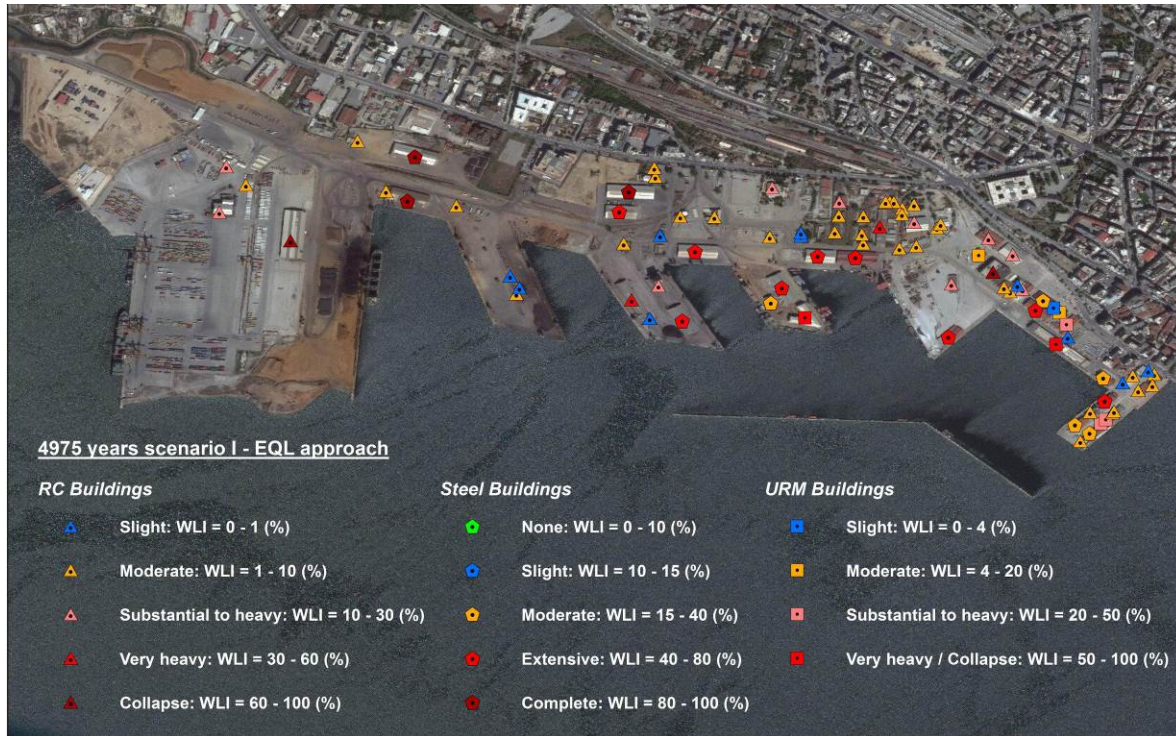 4975 years scenario I - EQL approach
RC Buildings
Slight: WLI = 0 - 1 (%)
Moderate: WLI = 1 - 10 (%)
Substantial to heavy: WLI = 10 - 30 (%)
Very heavy: WLI = 30 - 60 (%)
Collapse: WLI = 60 - 100 (%)
Steel Buildings
None: WLI = 0 - 10 (%)
Slight: WLI = 10 - 15 (%)
Moderate: WLI = 15 - 40 (%)
Extensive: WLI = 40 - 80 (%)
Complete: WLI = 80 - 100 (%)
URM Buildings
Slight: WLI = 0 - 4 (%)
Moderate: WLI = 4 - 20 (%)
Substantial to heavy: WLI = 20 - 50 (%)
Very heavy / Collapse: WLI = 50 - 100 (%)